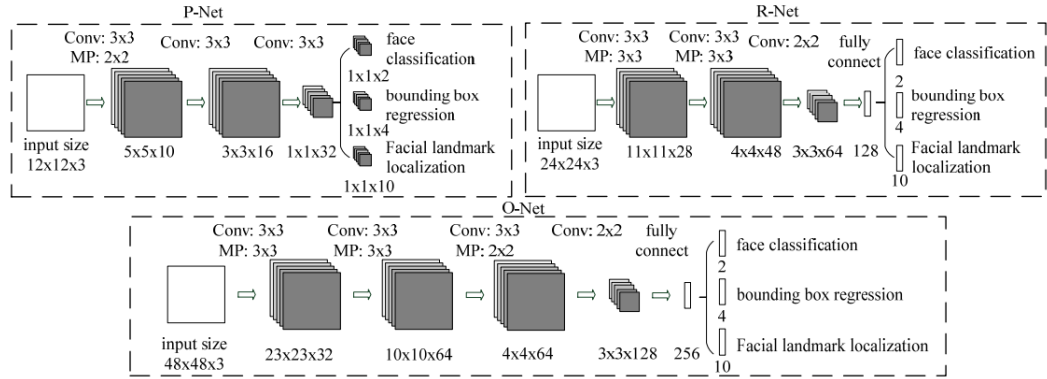 P-Net
Conv: 3x3
MP: 2x2
Conv: 3x3
Conv: 3x3
input size
12x12x3
5x5x10
3x3x16
1x1x32
face
classification
1x1x2
bounding box
regression
1x1x4
Facial landmark
localization
1x1x10
R-Net
Conv: 3x3
MP: 3x3
Conv: 3x3
MP: 3x3
Conv: 2x2
fully
connect
input size
24x24x3
11x11x28
4x4x48
3x3x64
128
face classification
2
bounding box
regression
4
Facial landmark
localization
10
O-Net
Conv: 3x3
MP: 3x3
Conv: 3x3
MP: 3x3
Conv: 3x3
MP: 2x2
Conv: 2x2
fully
connect
input size
48x48x3
23x23x32
10x10x64
4x4x64
3x3x128
256
face classification
2
bounding box regression
4
Facial landmark localization
10